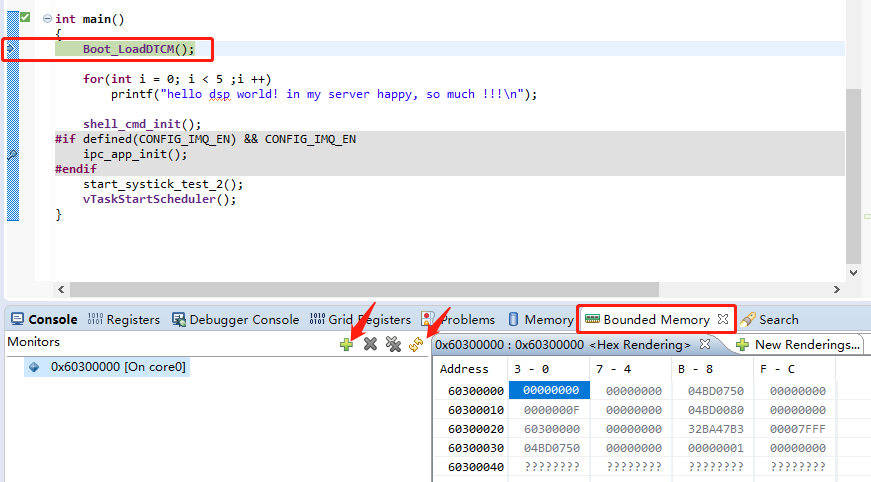 int main()
{
Boot_LoadDTCM();
for(int i = 0; i < 5 ;i ++)
printf("hello dsp world! in my server happy, so much !!!\n");
shell_cmd_init();
#if defined(CONFIG_IMQ_EN) && CONFIG_IMQ_EN
ipc_app_init();
#endif
start_systick_test_2();
vTaskStartScheduler();
}
Console Registers Debugger Console Grid Registers Problems Memory Bounded Memory Search
Monitors
0x60300000 [On core0]
0x60300000 : 0x60300000 <Hex Rendering> New Renderings...
Address 3 - 0 7 - 4 B - 8 F - C
60300000 00000000 00000000 04BD0750 00000000
60300010 0000000F 00000000 04BD0080 00000000
60300020 60300000 00000000 32BA47B3 00007FFF
60300030 04BD0750 00000000 00000001 00000000
60300040 ???????? ???????? ???????? ????????